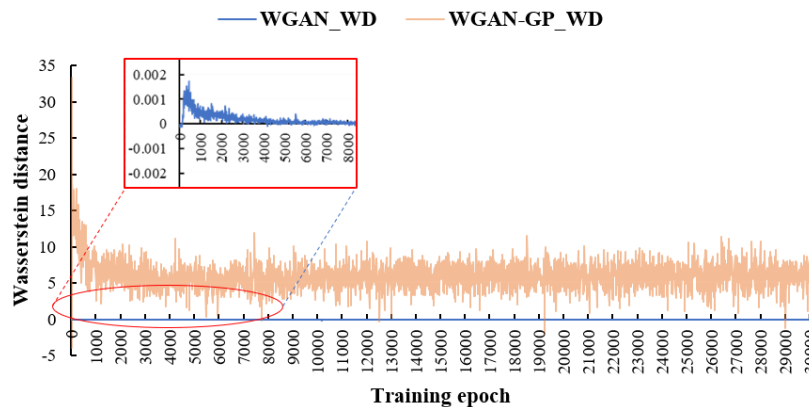 WGAN_WD WGAN-GP_WD
35
30
25
20
15
10
5
0
-5
Wasserstein distance
0.002
0.001
0
-0.001
-0.002
0 1000 2000 3000 4000 5000 6000 7000 8000
0 1000 2000 3000 4000 5000 6000 7000 8000 9000 10000 11000 12000 13000 14000 15000 16000 17000 18000 19000 20000 21000 22000 23000 24000 25000 26000 27000 28000 29000 30000
Training epoch